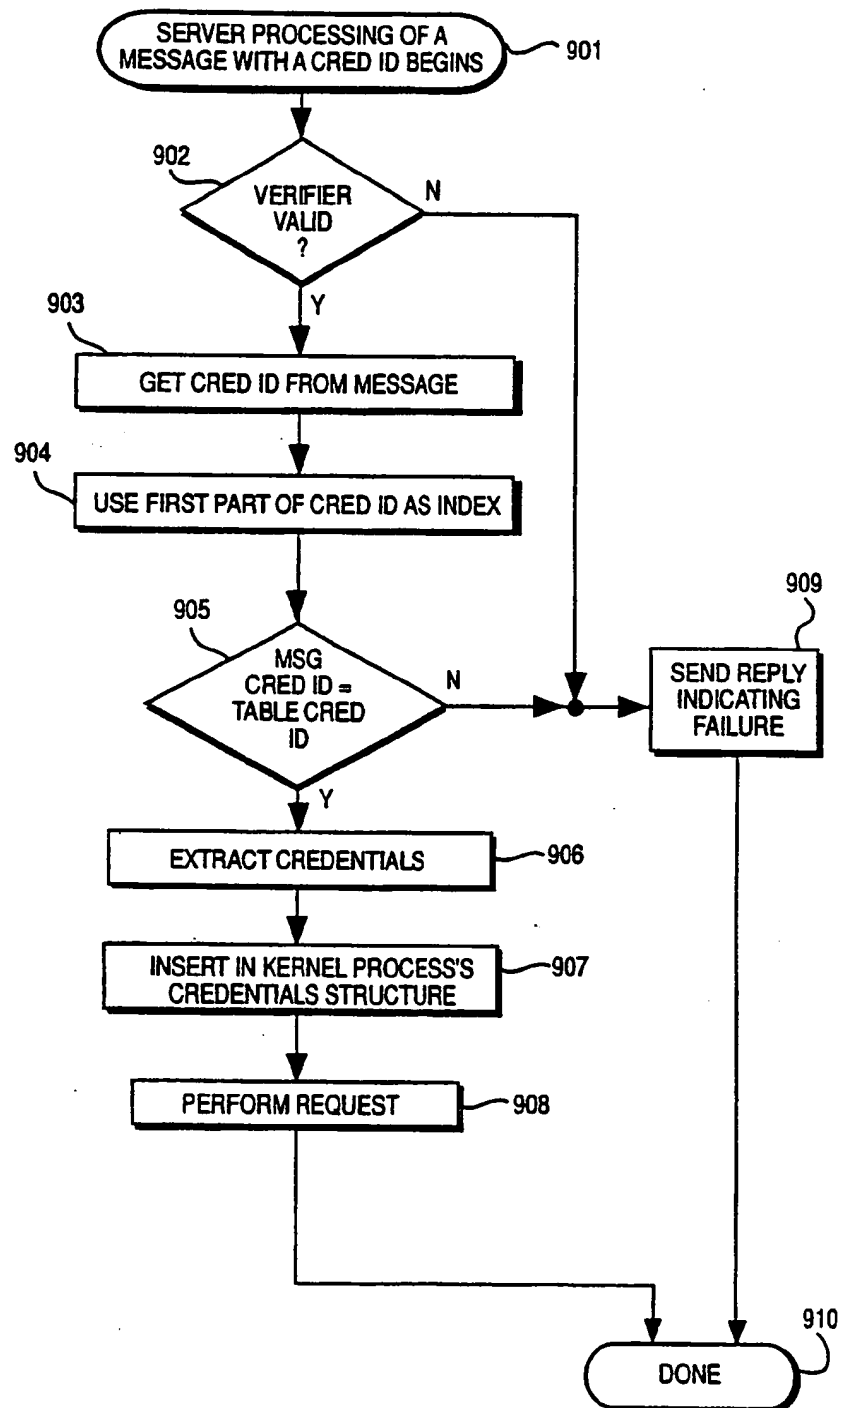 SERVER PROCESSING OF A
MESSAGE WITH A CRED ID BEGINS
901
902
VERIFIER
VALID
?
N
Y
903
GET CRED ID FROM MESSAGE
904
USE FIRST PART OF CRED ID AS INDEX
905
MSG
CRED ID =
TABLE CRED
ID
N
Y
909
SEND REPLY
INDICATING
FAILURE
EXTRACT CREDENTIALS
906
INSERT IN KERNEL PROCESS'S
CREDENTIALS STRUCTURE
907
PERFORM REQUEST
908
910
DONE